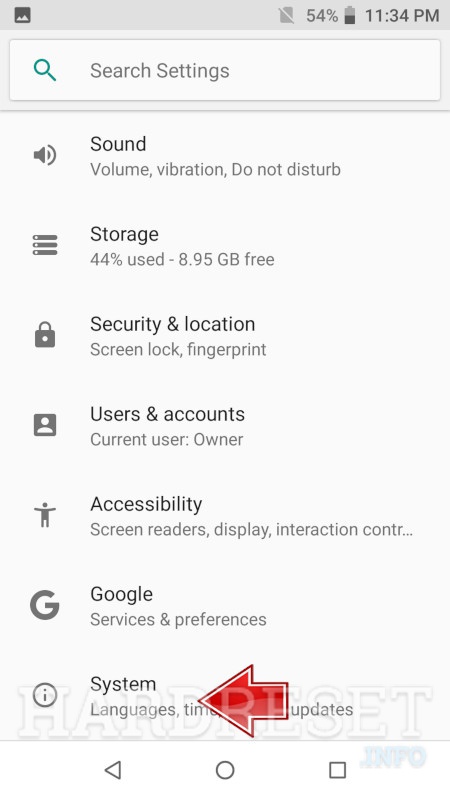 54% 11:34 PM
Search Settings
Sound
Volume, vibration, Do not disturb
Storage
44% used - 8.95 GB free
Security & location
Screen lock, fingerprint
Users & accounts
Current user: Owner
Accessibility
Screen readers, display, interaction contr...
Google
Services & preferences
System
Languages, time, updates
HARDRESET
.INFO